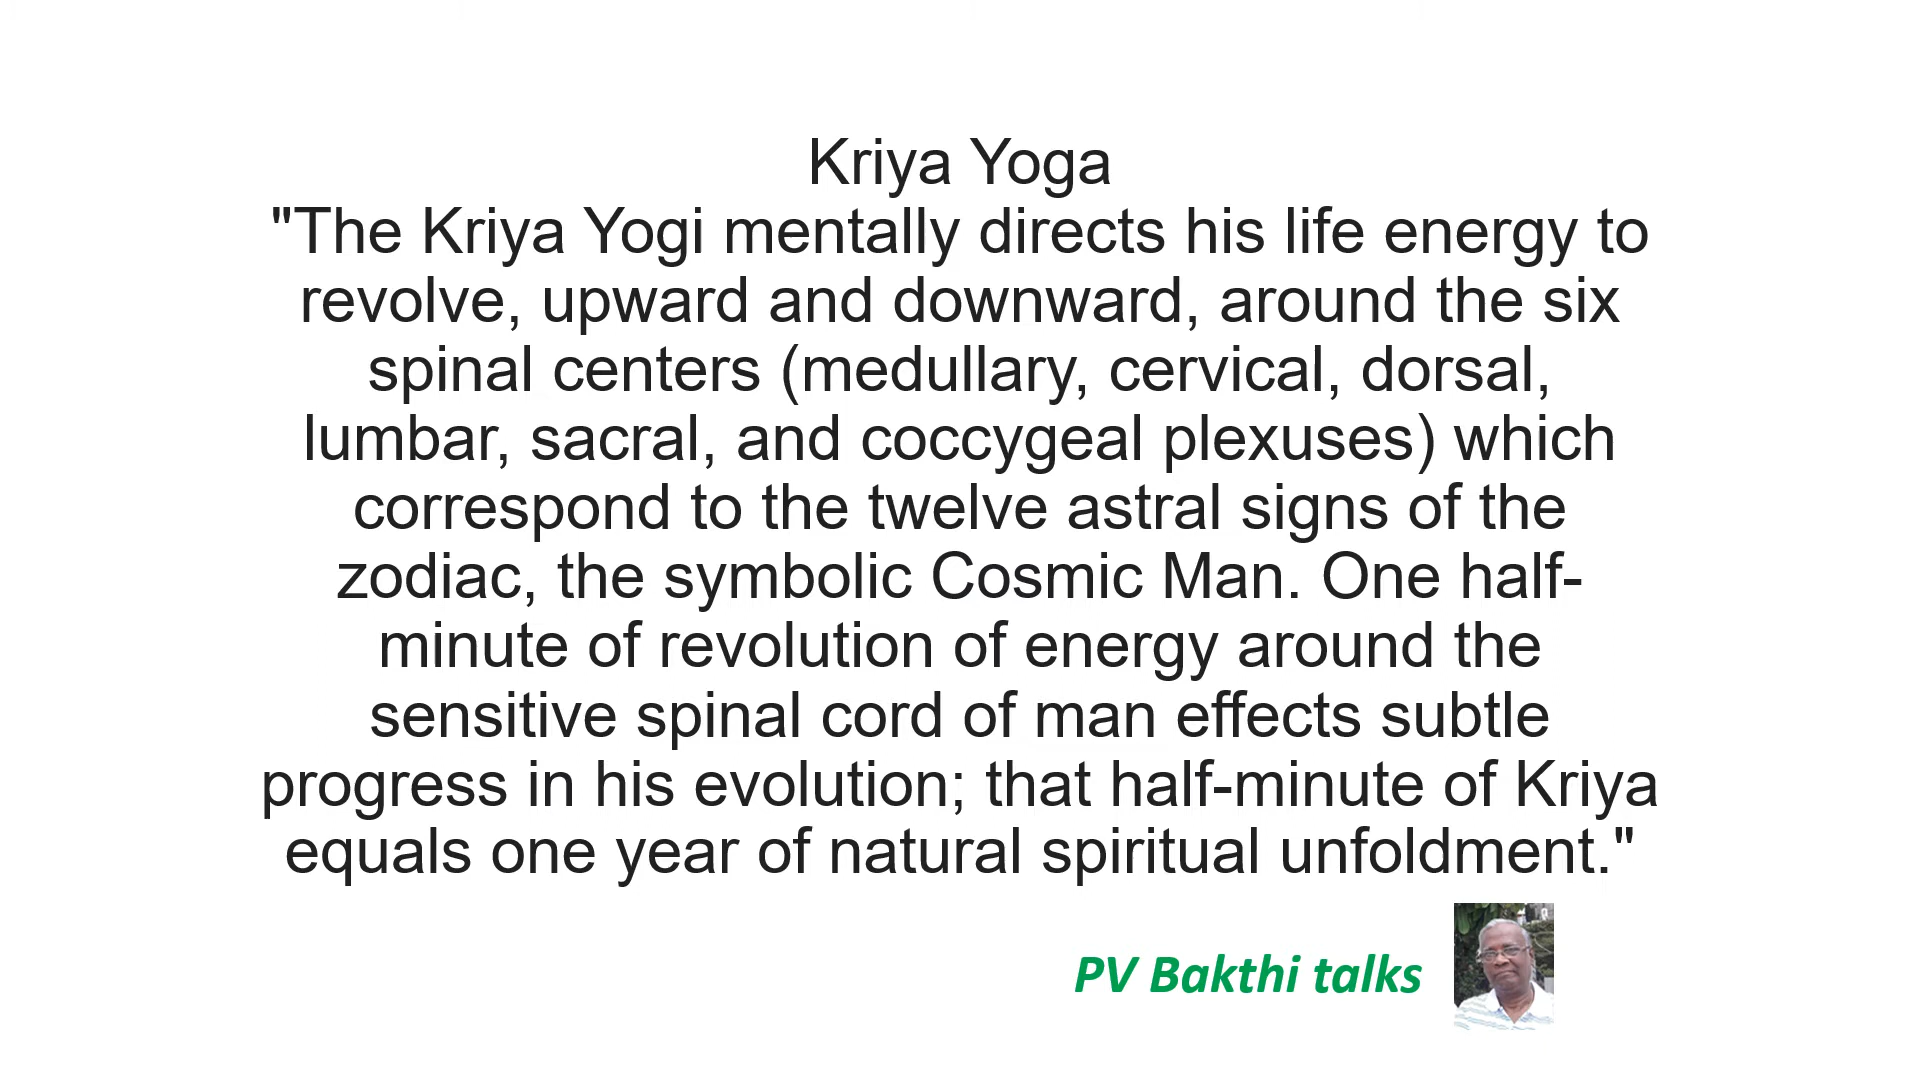 Kriya Yoga
"The Kriya Yogi mentally directs his life energy to
revolve, upward and downward, around the six
spinal centers (medullary, cervical, dorsal,
lumbar, sacral, and coccygeal plexuses) which
correspond to the twelve astral signs of the
zodiac, the symbolic Cosmic Man. One half-
minute of revolution of energy around the
sensitive spinal cord of man effects subtle
progress in his evolution; that half-minute of Kriya
equals one year of natural spiritual unfoldment."
PV Bakthi talks